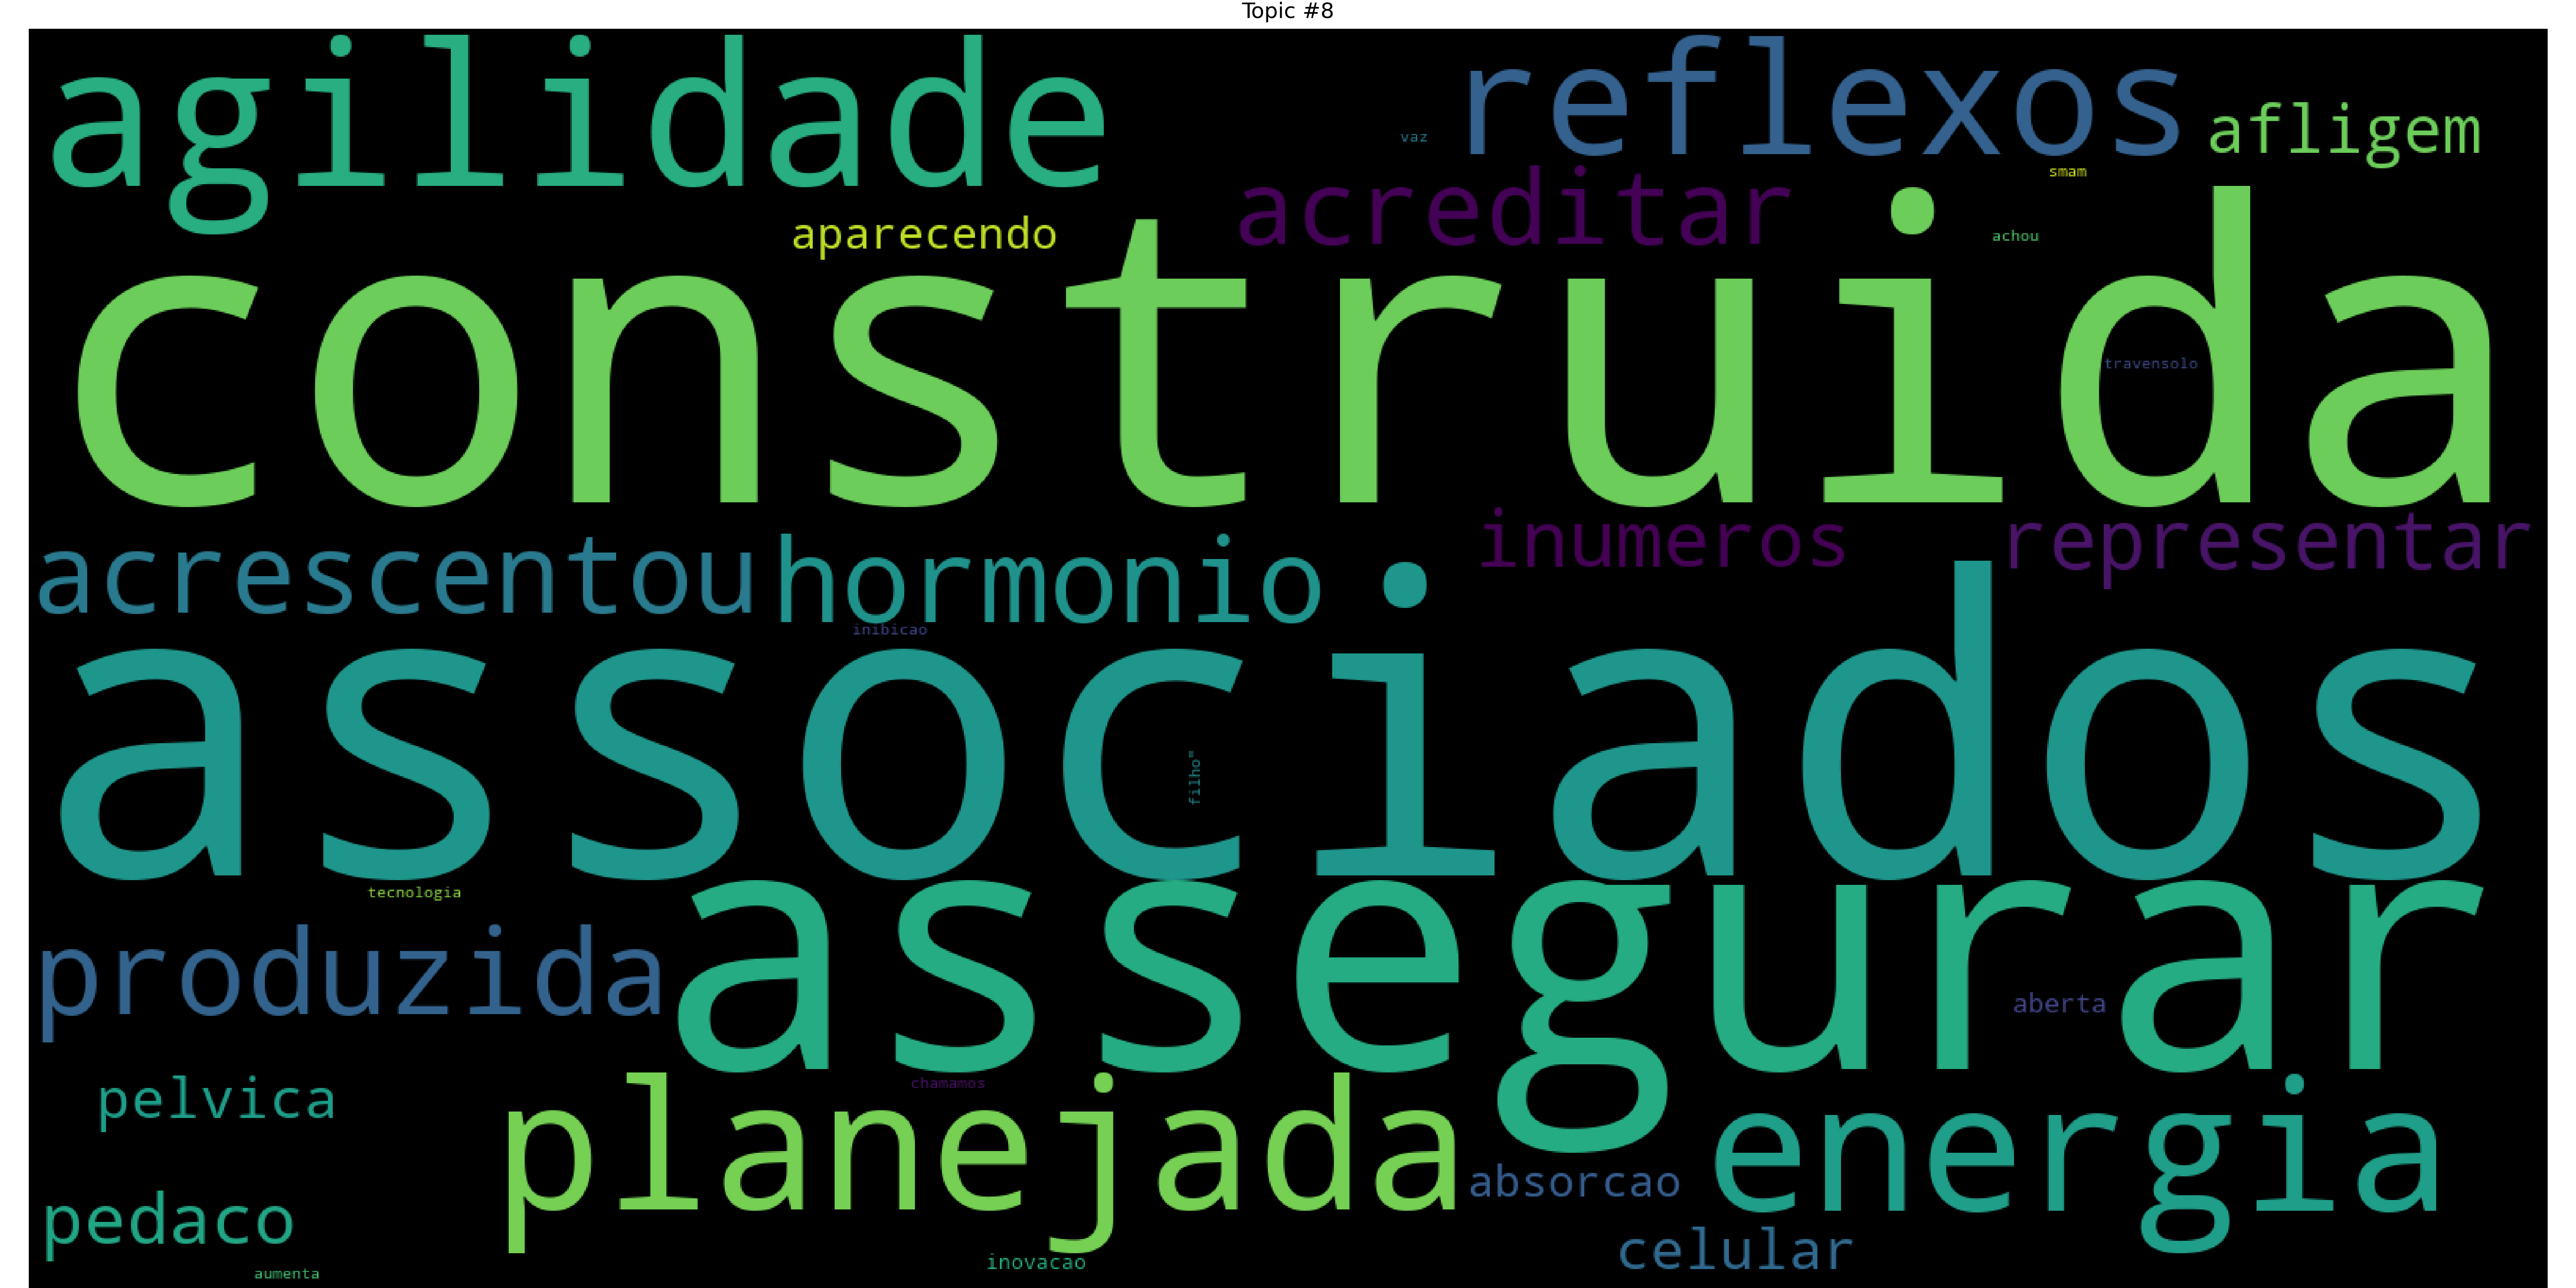 Topic #8
agilidade
reflexos
vaz
afligem
smam
acreditar
aparecendo
achou
construida
travensolo
acrescentou
hormonio
inumeros
representar
inibicao
associados
filho"
tecnologia
assegurar
produzida
aberta
chamamos
pelvica
planejada
energia
absorcao
pedaco
celular
inovacao
aumenta